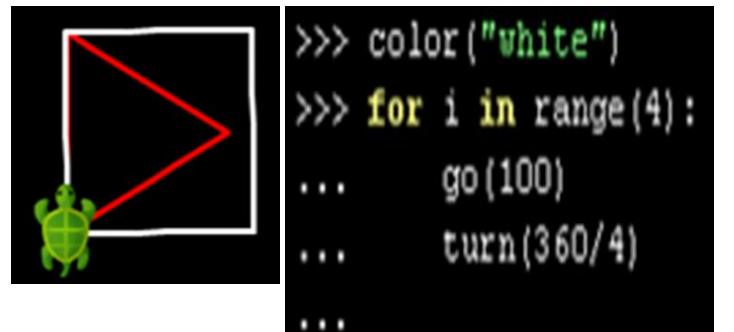 >>> color("white")
>>> for i in range(4):
... go(100)
... turn(360/4)
...